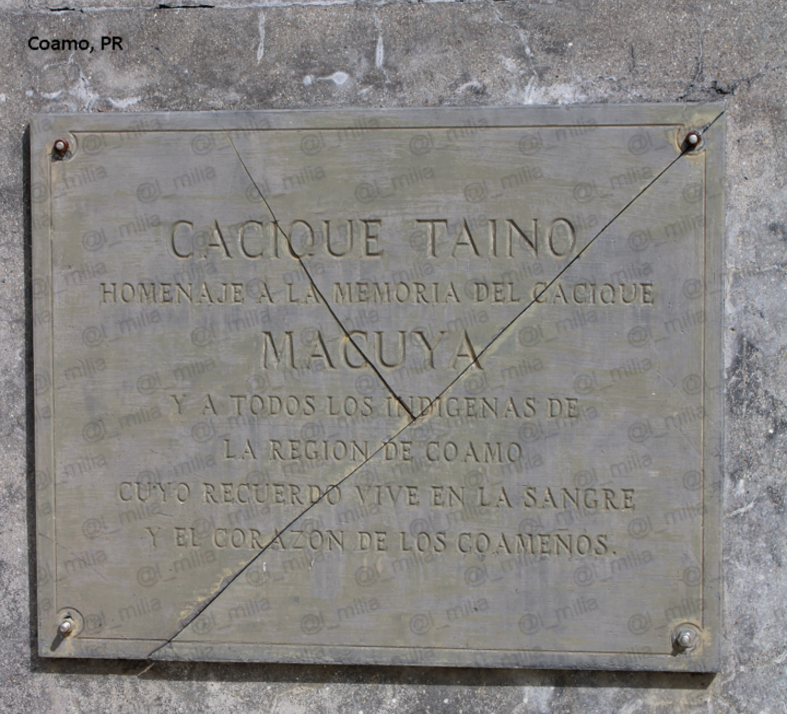 Coamo, PR
CACIQUE TAINO
HOMENAJE A LA MEMORIA DEL CACIQUE
MACUYA
Y A TODOS LOS INDIGENAS DE
LA REGION DE COAMO
CUYO RECUERDO VIVE EN LA SANGRE
Y EL CORAZON DE LOS COAMEÑOS.
@l_milia